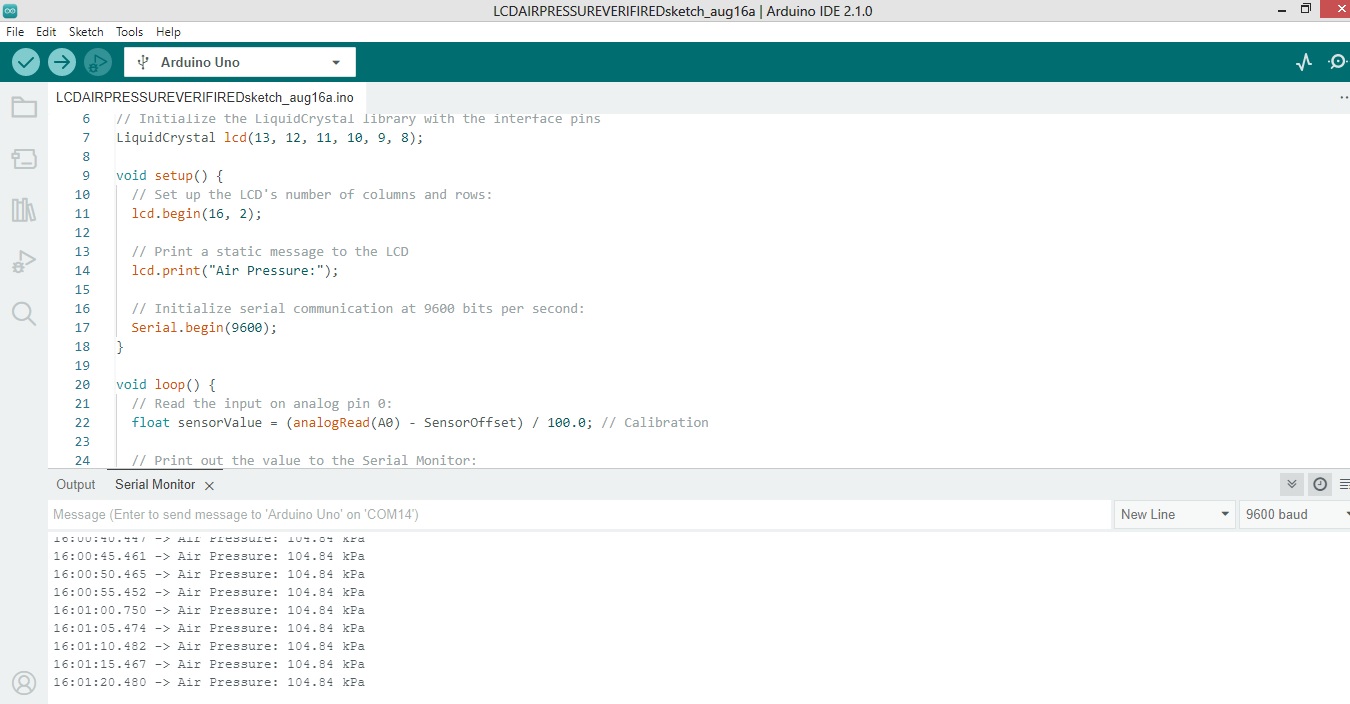 LCDAIRPRESSUREVERIFIREDsketch_aug16a | Arduino IDE 2.1.0
File Edit Sketch Tools Help
Arduino Uno
LCDAIRPRESSUREVERIFIREDsketch_aug16a.ino
6 // Initialize the LiquidCrystal library with the interface pins
7 LiquidCrystal lcd(13, 12, 11, 10, 9, 8);
8
9 void setup() {
10 // Set up the LCD's number of columns and rows:
11 lcd.begin(16, 2);
12
13 // Print a static message to the LCD
14 lcd.print("Air Pressure:");
15
16 // Initialize serial communication at 9600 bits per second:
17 Serial.begin(9600);
18 }
19
20 void loop() {
21 // Read the input on analog pin 0:
22 float sensorValue = (analogRead(A0) - SensorOffset) / 100.0; // Calibration
23
24 // Print out the value to the Serial Monitor:
Output Serial Monitor
Message (Enter to send message to 'Arduino Uno' on 'COM14')
New Line
9600 baud
16:00:40.447 -> Air Pressure: 104.84 kPa
16:00:45.461 -> Air Pressure: 104.84 kPa
16:00:50.465 -> Air Pressure: 104.84 kPa
16:00:55.452 -> Air Pressure: 104.84 kPa
16:01:00.750 -> Air Pressure: 104.84 kPa
16:01:05.474 -> Air Pressure: 104.84 kPa
16:01:10.482 -> Air Pressure: 104.84 kPa
16:01:15.467 -> Air Pressure: 104.84 kPa
16:01:20.480 -> Air Pressure: 104.84 kPa